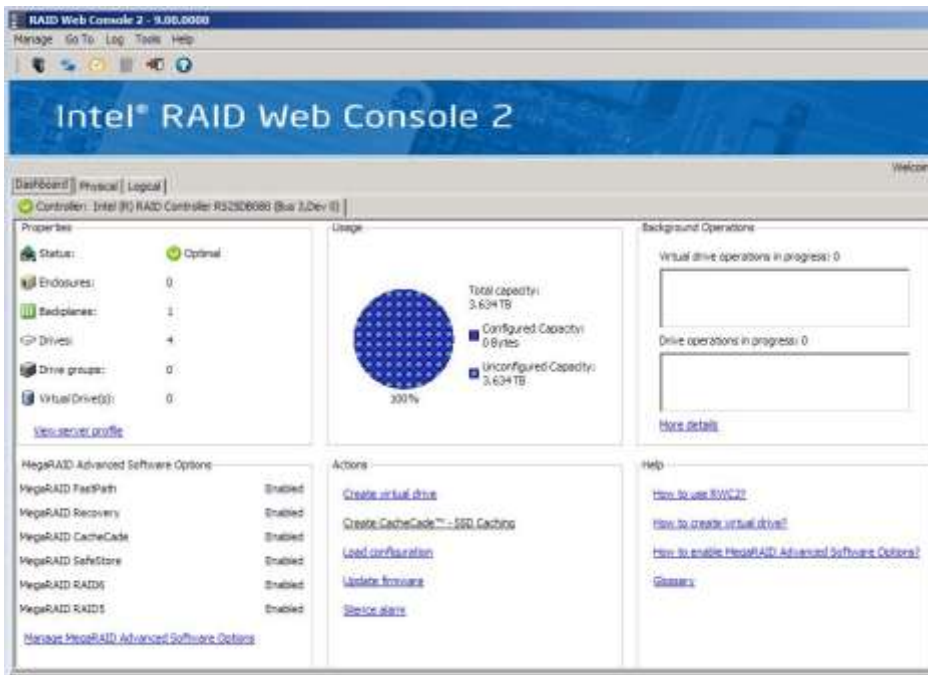 RAID Web Console 2 - 9.00.0000
Manage Go To Log Tools Help
Intel® RAID Web Console 2
Welcom
Dashboard Physical Logical
Controller: Intel (R) RAID Controller (Bus 3,Dev 0)
Properties
Status: Optimal
Enclosures: 0
Backplanes: 1
Drives: 4
Drive groups: 0
Virtual Drive(s): 0
View server profile
Usage
Total capacity:
3.634 TB
Configured Capacity:
0 Bytes
Unconfigured Capacity:
3.634 TB
100%
Background Operations
Virtual drive operations in progress: 0
Drive operations in progress: 0
More details
MegaRAID Advanced Software Options
MegaRAID FastPath Enabled
MegaRAID Recovery Enabled
MegaRAID CacheCade Enabled
MegaRAID SafeStore Enabled
MegaRAID RAID6 Enabled
MegaRAID RAID5 Enabled
Manage MegaRAID Advanced Software Options
Actions
Create virtual drive
Create CacheCade™ - SSD Caching
Load configuration
Update firmware
Silence alarm
Help
How to use RWC2?
How to create virtual drive?
How to enable MegaRAID Advanced Software Options?
Glossary